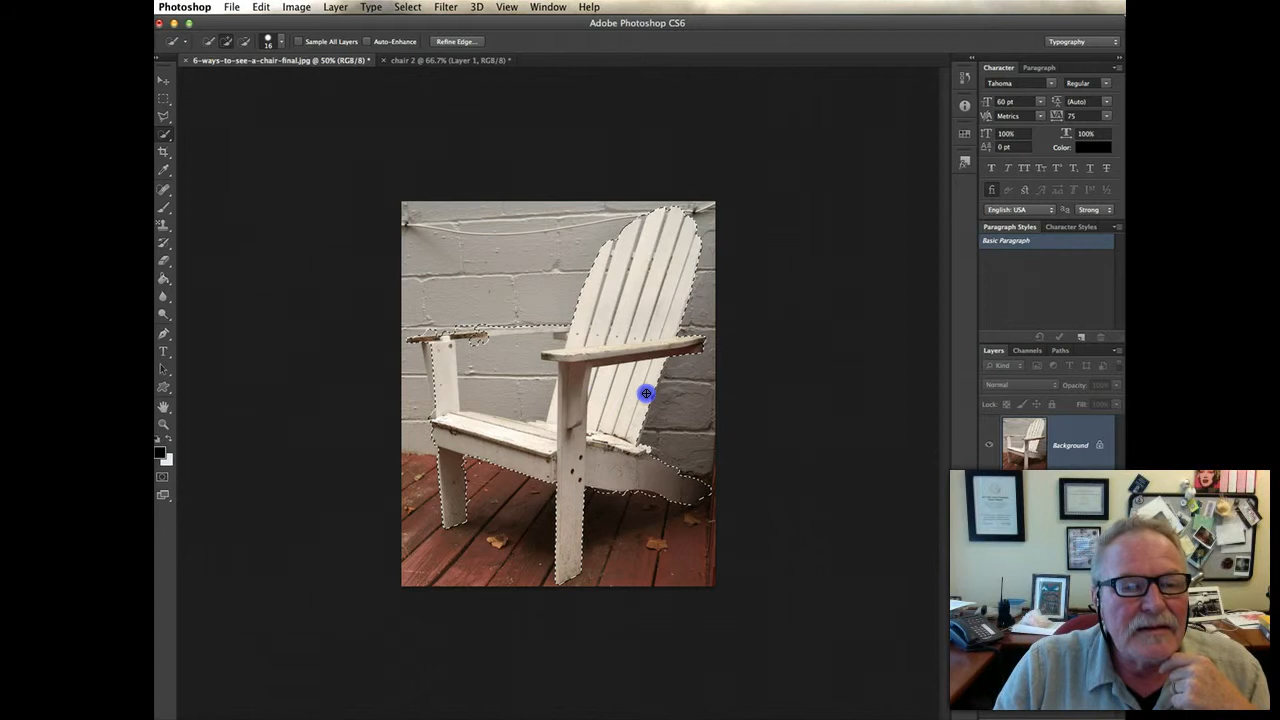 Photoshop File Edit Image Layer Type Select Filter 3D View Window Help
Adobe Photoshop CS6
16 Sample All Layers Auto-Enhance Refine Edge... Typography
6-ways-to-see-a-chair-final.jpg @ 50% (RGB/8) * chair 2 @ 66.7% (Layer 1, RGB/8) *
Character Paragraph
Tahoma Regular
60 pt (Auto)
Metrics 75
100% 100%
0 pt Color:
English: USA Strong
Paragraph Styles Character Styles
Basic Paragraph
Layers Channels Paths
Kind
Normal Opacity: 100%
Lock: Fill: 100%
Background